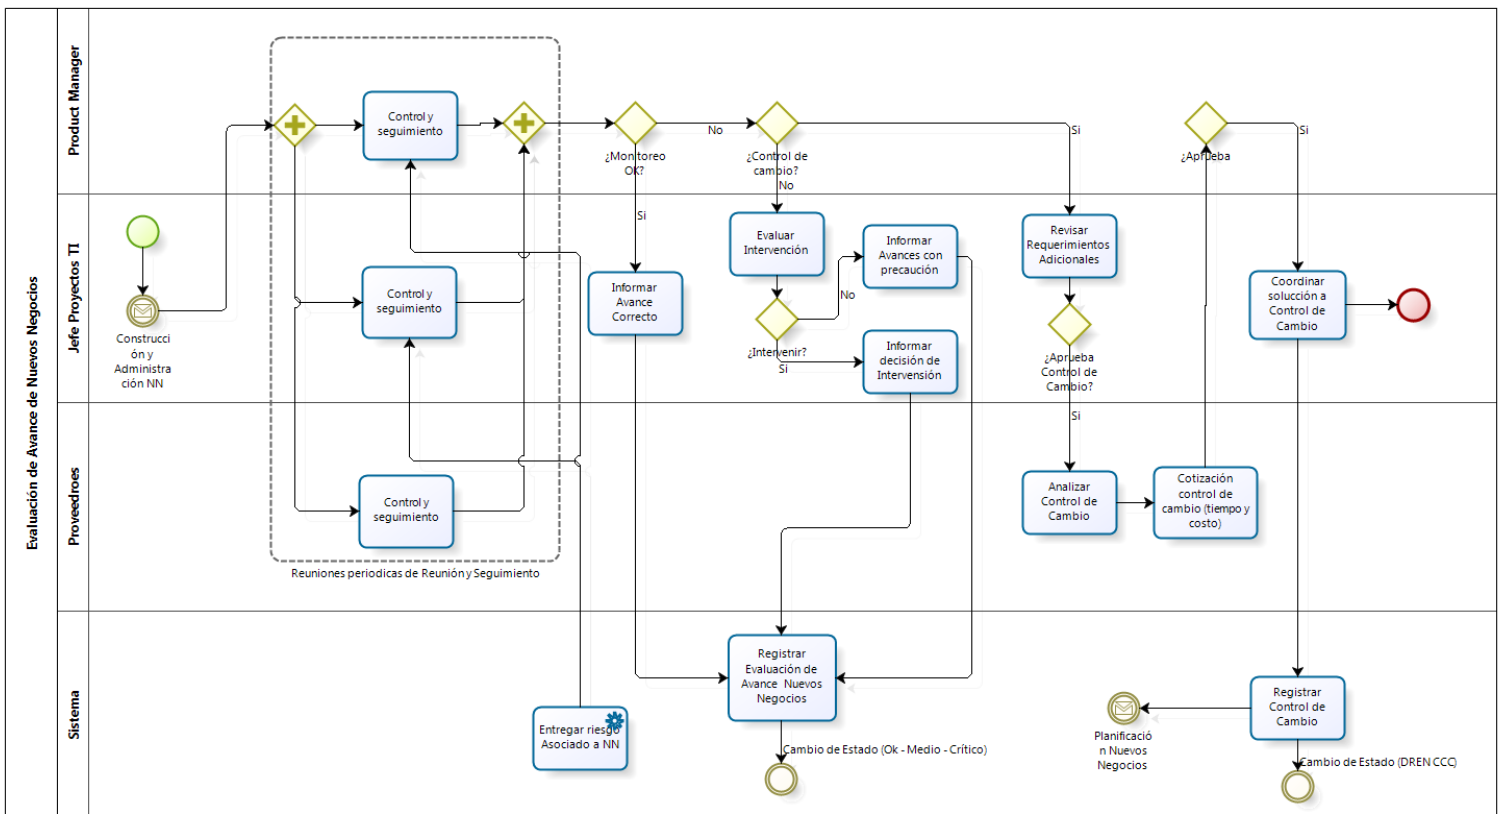 Evaluación de Avance de Nuevos Negocios
Product Manager
Control y
seguimiento
¿Monitoreo
OK?
No
¿Control de
cambio?
No
Si
¿Aprueba
Si
Jefe Proyectos TI
Construcci
ón y
Administra
ción NN
Control y
seguimiento
Si
Informar
Avance
Correcto
Evaluar
Intervención
¿Intervenir?
No
Si
Informar
Avances con
precaución
Informar
decisión de
Intervensión
Revisar
Requerimientos
Adicionales
¿Aprueba
Control de
Cambio?
Si
Coordinar
solucción a
Control de
Cambio
Proveedroes
Control y
seguimiento
Reuniones periodicas de Reunión y Seguimiento
Analizar
Control de
Cambio
Cotización
control de
cambio (tiempo y
costo)
Sistema
Entregar riesgo
Asociado a NN
Registrar
Evaluación de
Avance Nuevos
Negocios
Cambio de Estado (Ok - Medio - Crítico)
Planificació
n Nuevos
Negocios
Registrar
Control de
Cambio
Cambio de Estado (DREN CCC)